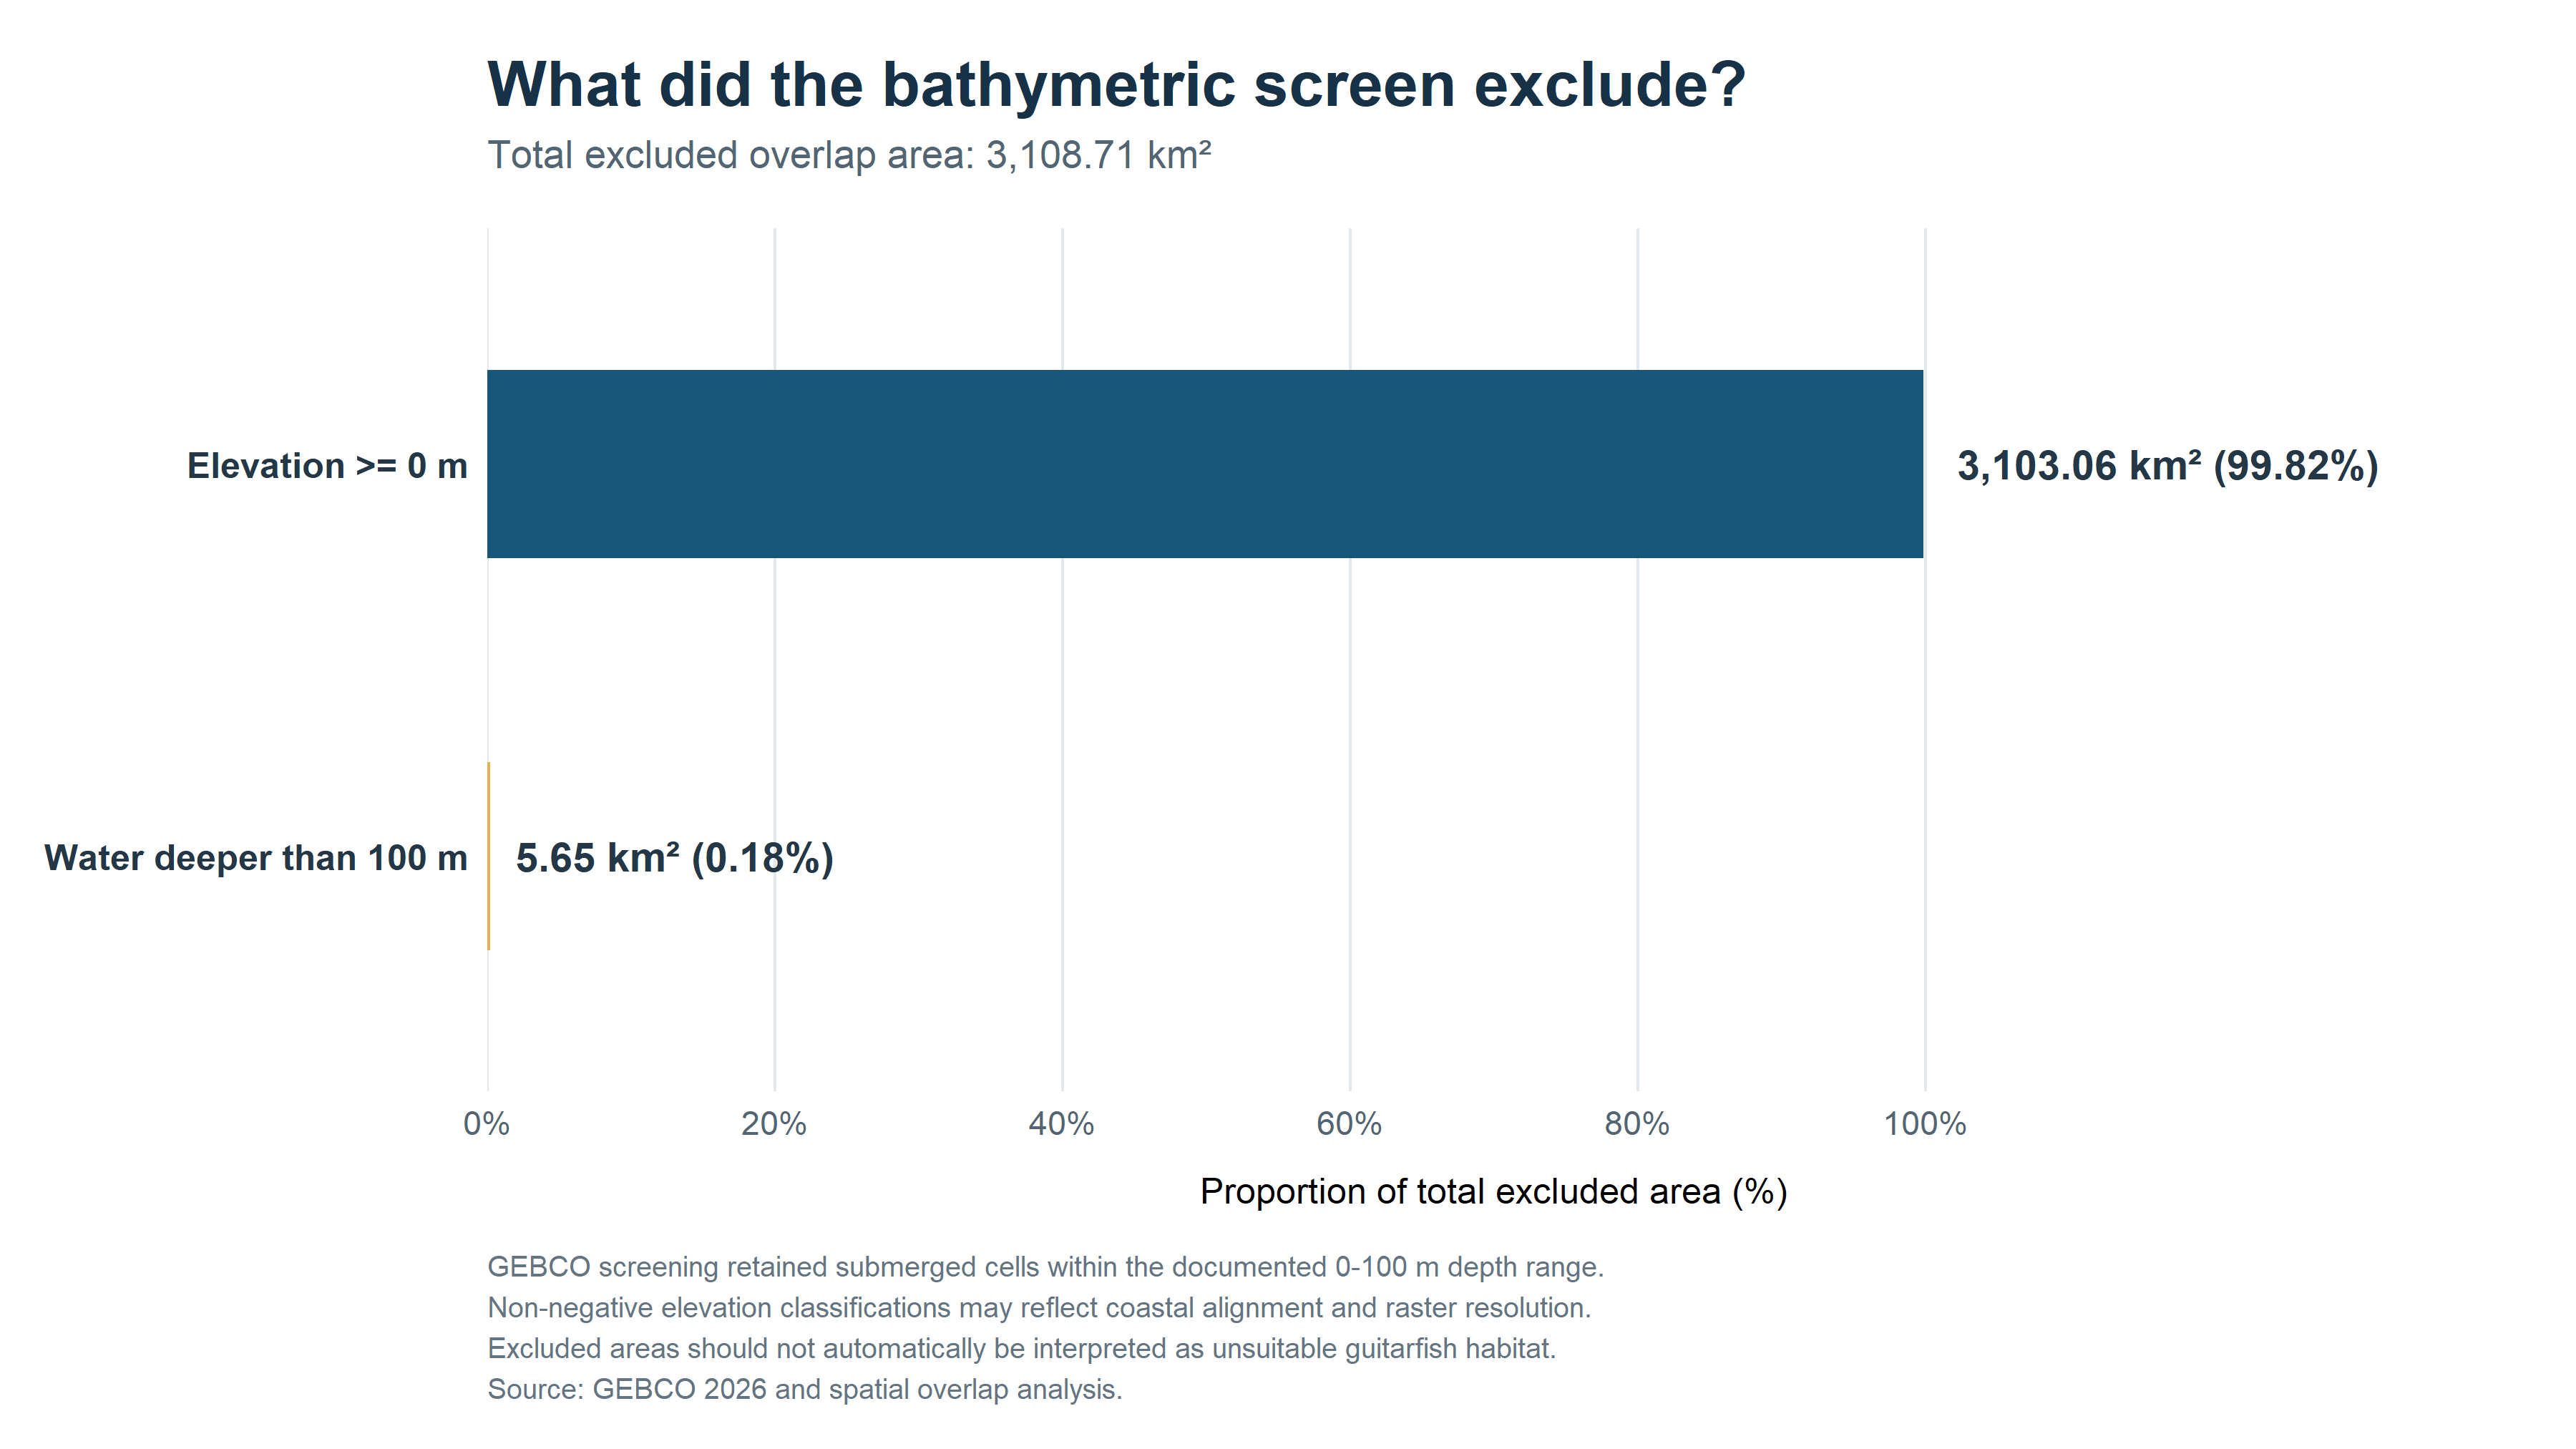 What did the bathymetric screen exclude?
Total excluded overlap area: 3,108.71 km²
Elevation >= 0 m
3,103.06 km² (99.82%)
Water deeper than 100 m
5.65 km² (0.18%)
0% 20% 40% 60% 80% 100%
Proportion of total excluded area (%)
GEBCO screening retained submerged cells within the documented 0-100 m depth range.
Non-negative elevation classifications may reflect coastal alignment and raster resolution.
Excluded areas should not automatically be interpreted as unsuitable guitarfish habitat.
Source: GEBCO 2026 and spatial overlap analysis.